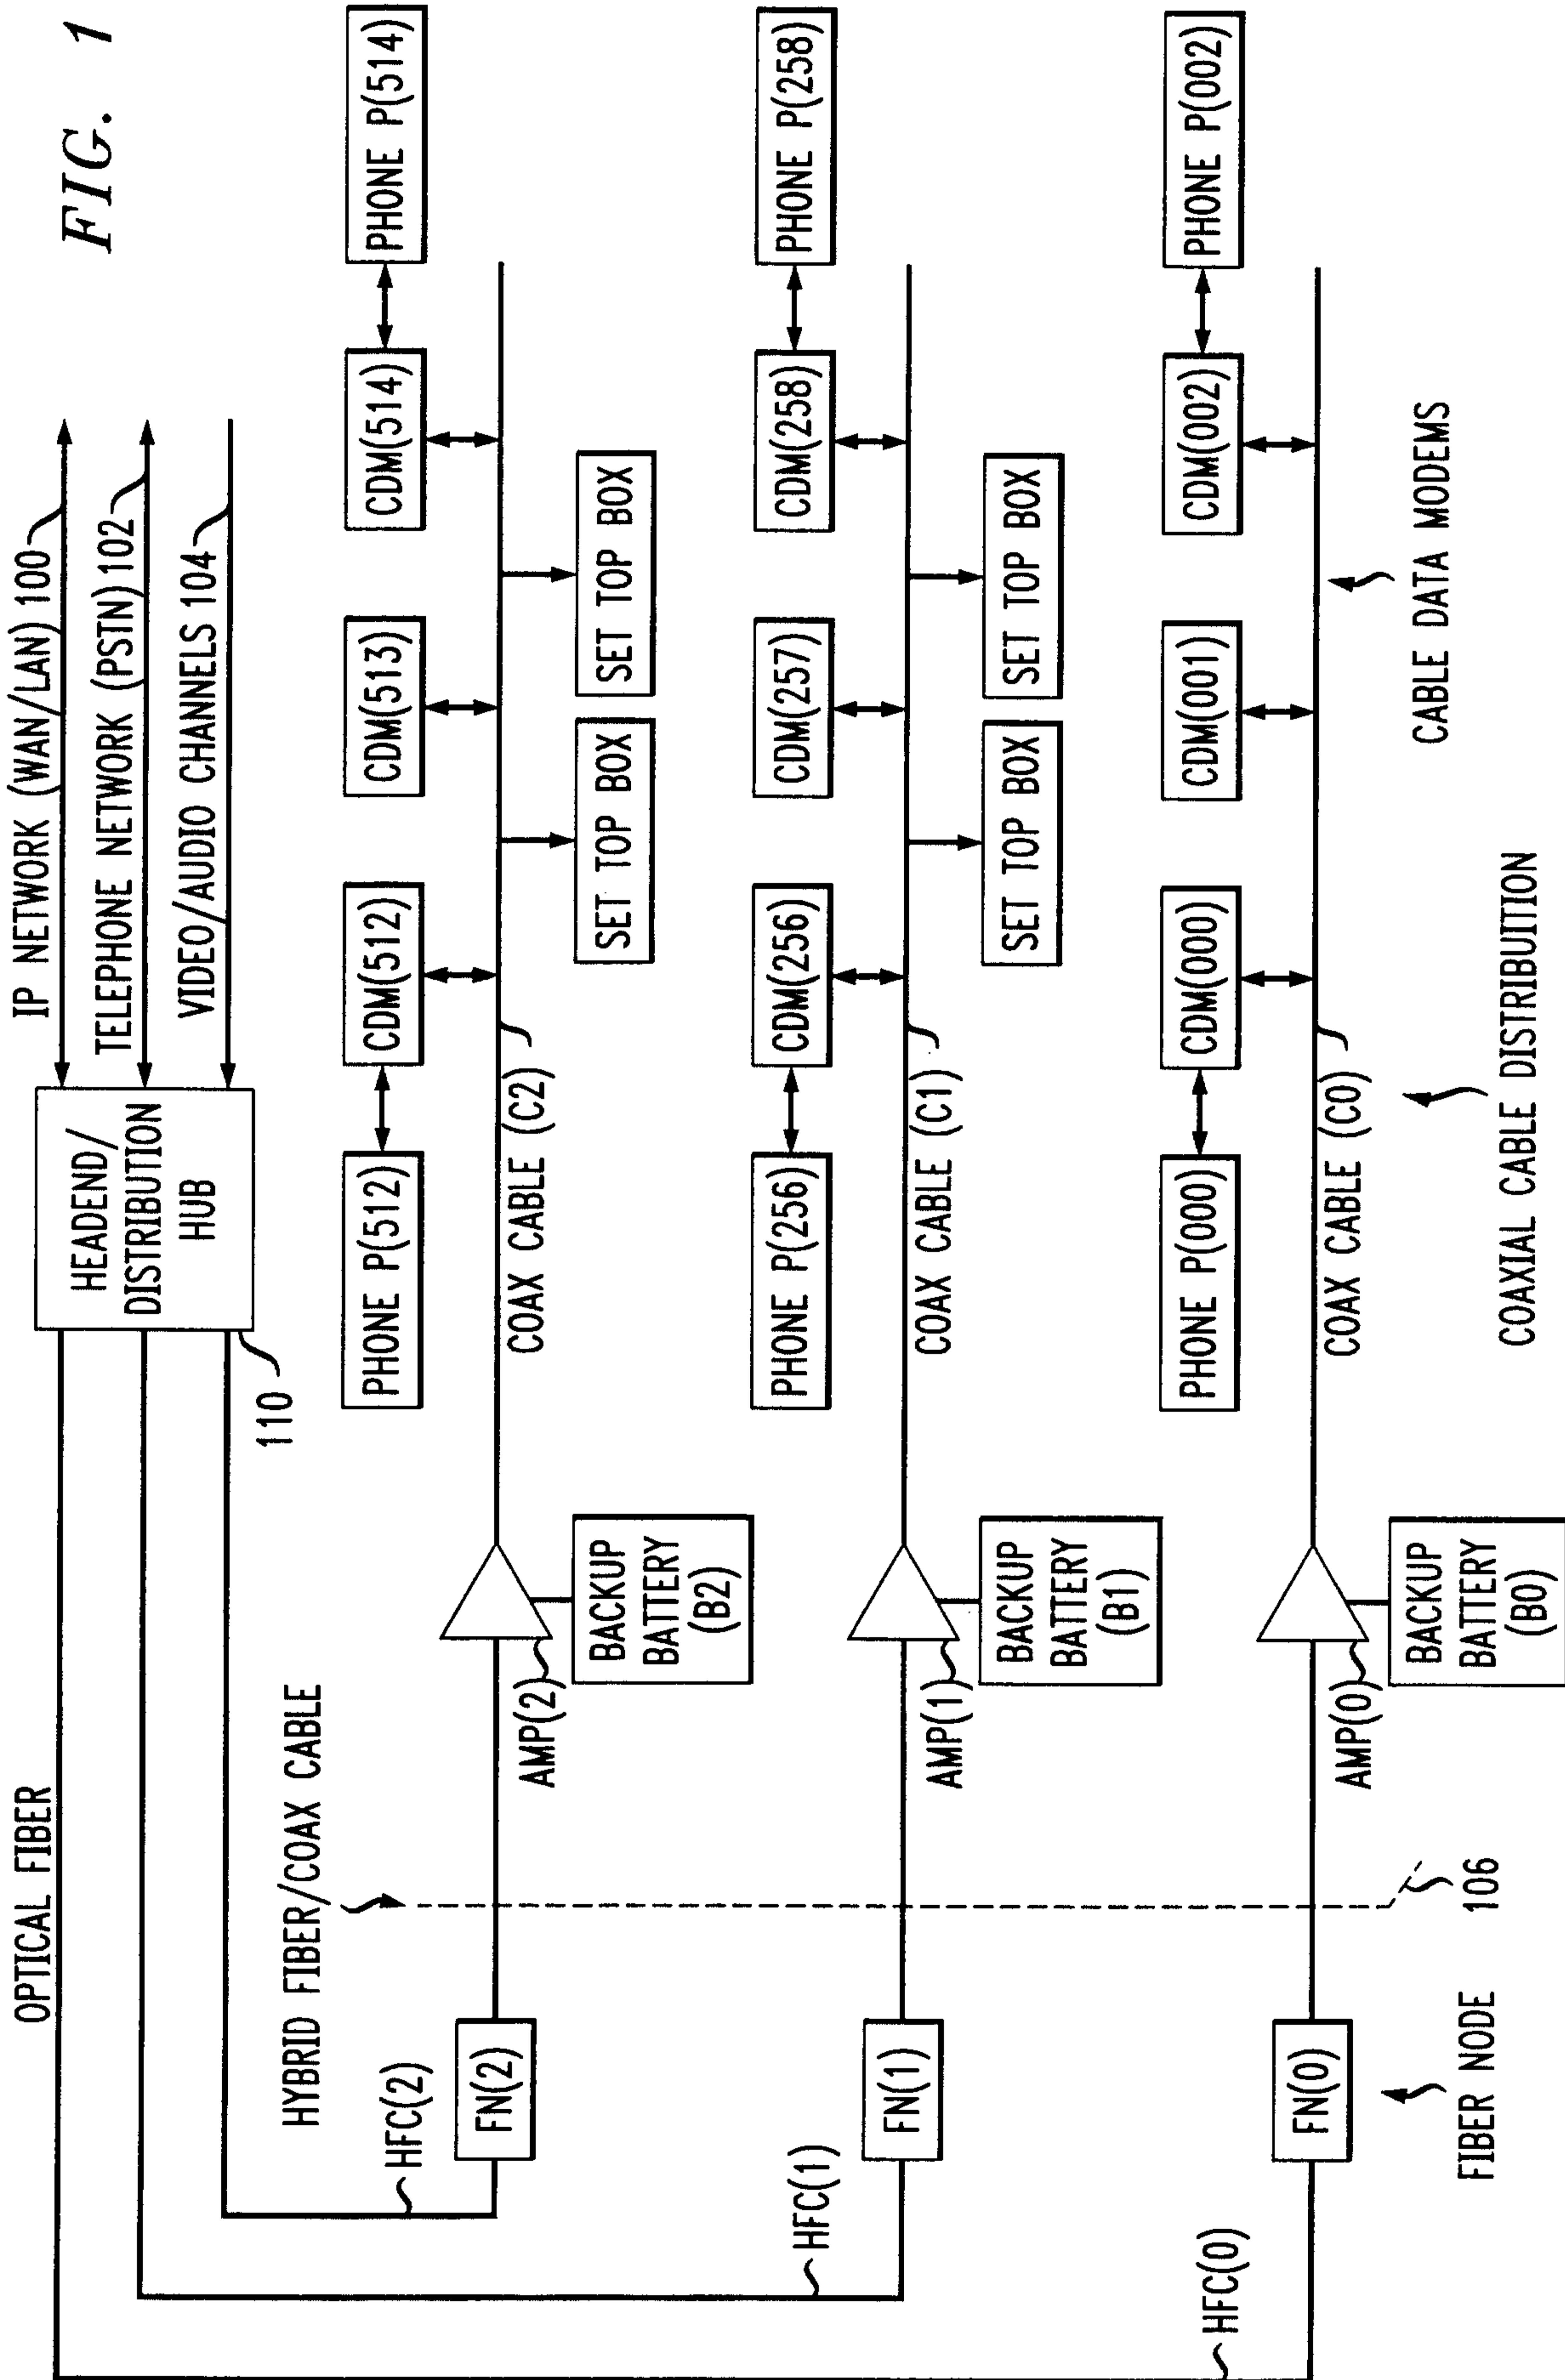 FIG. 1
OPTICAL FIBER
HEADEND/
DISTRIBUTION
HUB
110
IP NETWORK (WAN/LAN) 100
TELEPHONE NETWORK (PSTN) 102
VIDEO/AUDIO CHANNELS 104
HYBRID FIBER/COAX CABLE
HFC(2)
FN(2)
AMP(2)
BACKUP
BATTERY
(B2)
COAX CABLE (C2)
PHONE P(512)
CDM(512)
CDM(513)
CDM(514)
PHONE P(514)
SET TOP BOX
SET TOP BOX
HFC(1)
FN(1)
AMP(1)
BACKUP
BATTERY
(B1)
COAX CABLE (C1)
PHONE P(256)
CDM(256)
CDM(257)
CDM(258)
PHONE P(258)
SET TOP BOX
SET TOP BOX
HFC(0)
FN(0)
AMP(0)
BACKUP
BATTERY
(B0)
COAX CABLE (C0)
PHONE P(000)
CDM(000)
CDM(001)
CDM(002)
PHONE P(002)
FIBER NODE
106
COAXIAL CABLE DISTRIBUTION
CABLE DATA MODEMS